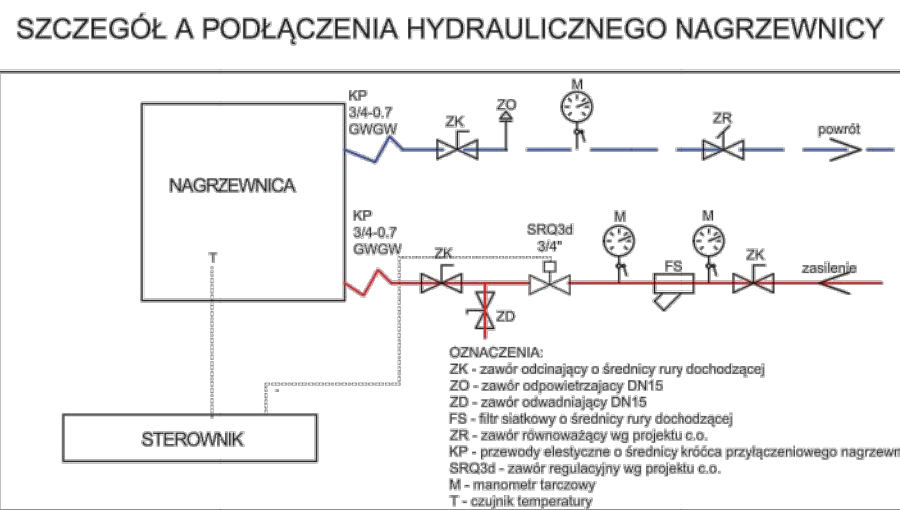 SZCZEGÓŁ A PODŁĄCZENIA HYDRAULICZNEGO NAGRZEWNICY
KP
3/4-0.7
GWGW
ZK
ZO
M
ZR
powrót
NAGRZEWNICA
T
KP
3/4-0.7
GWGW
ZK
SRQ3d
3/4"
M
FS
M
ZK
zasilenie
ZD
STEROWNIK
OZNACZENIA:
ZK - zawór odcinający o średnicy rury dochodzącej
ZO - zawór odpowietrzajacy DN15
ZD - zawór odwadniający DN15
FS - filtr siatkowy o średnicy rury dochodzącej
ZR - zawór równoważący wg projektu c.o.
KP - przewody elastyczne o średnicy króćca przyłączeniowego nagrzewn
SRQ3d - zawór regulacyjny wg projektu c.o.
M - manometr tarczowy
T - czujnik temperatury